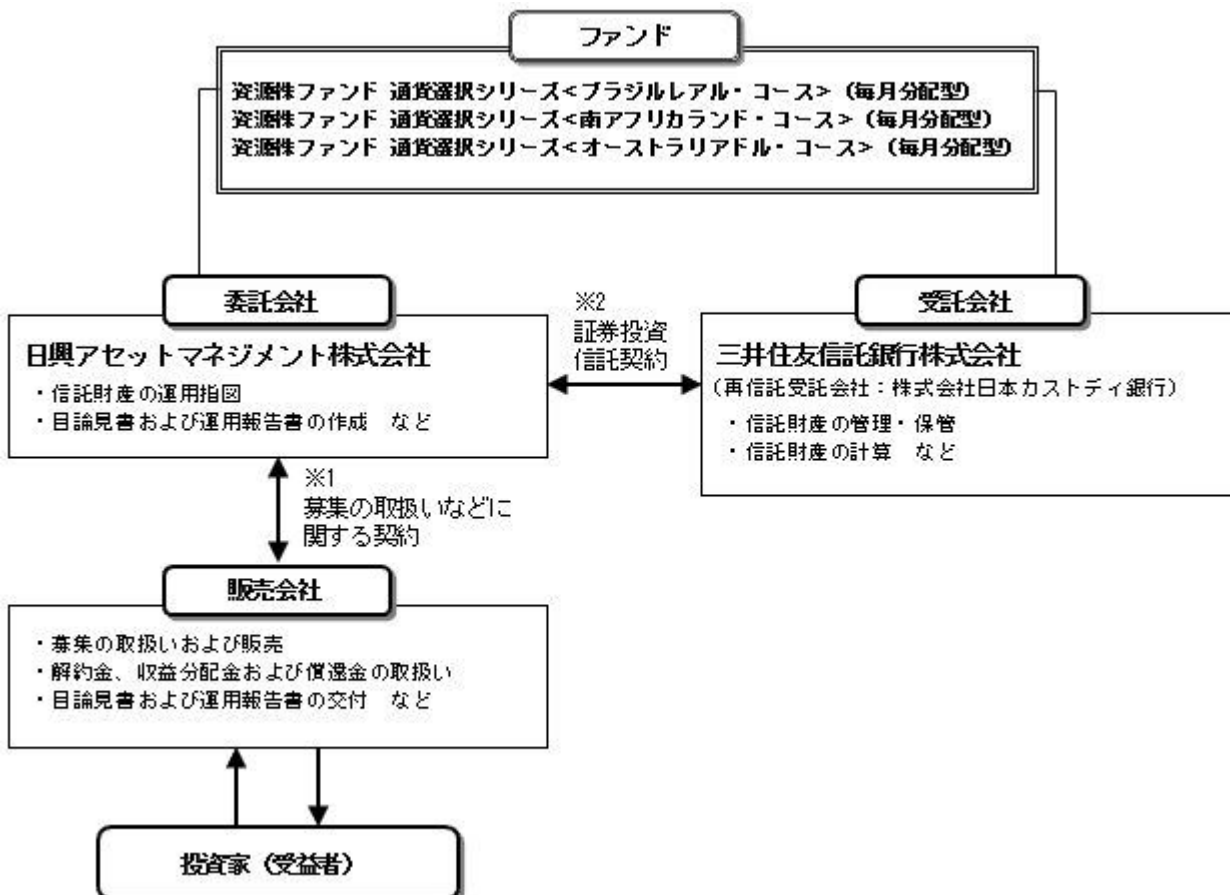 ファンド
資源株ファンド 通貨選択シリーズ<ブラジルレアル・コース>(毎月分配型)
資源株ファンド 通貨選択シリーズ<南アフリカランド・コース>(毎月分配型)
資源株ファンド 通貨選択シリーズ<オーストラリアドル・コース>(毎月分配型)
委託会社
日興アセットマネジメント株式会社
・信託財産の運用指図
・目論見書および運用報告書の作成 など
※2
証券投資
信託契約
受託会社
三井住友信託銀行株式会社
(再信託受託会社:株式会社日本カストディ銀行)
・信託財産の管理・保管
・信託財産の計算 など
※1
募集の取扱いなどに
関する契約
販売会社
・募集の取扱いおよび販売
・解約金、収益分配金および償還金の取扱い
・目論見書および運用報告書の交付 など
投資家(受益者)